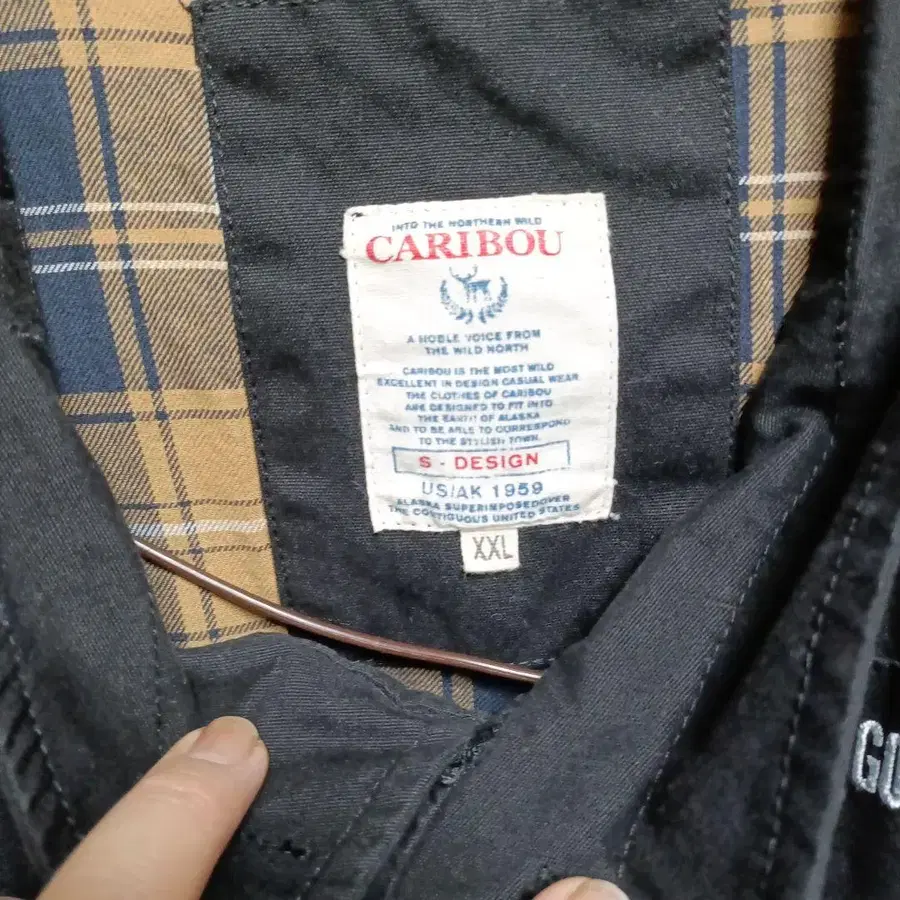 INTO THE NORTHERN WILD
CARIBOU
A NOBLE VOICE FROM
THE WILD NORTH
CARIBOU IS THE MOST WILD
EXCELLENT IN DESIGN CASUAL WEAR
THE CLOTHES OF CARIBOU
ARE DESIGNED TO FIT INTO
THE EARTH OF ALASKA
AND TO BE ABLE TO CORRESPOND
TO THE STYLISH TOWN.
S - DESIGN
US/AK 1959
ALASKA SUPERIMPOSEDOVER
THE CONTIGUOUS UNITED STATES
XXL
GU